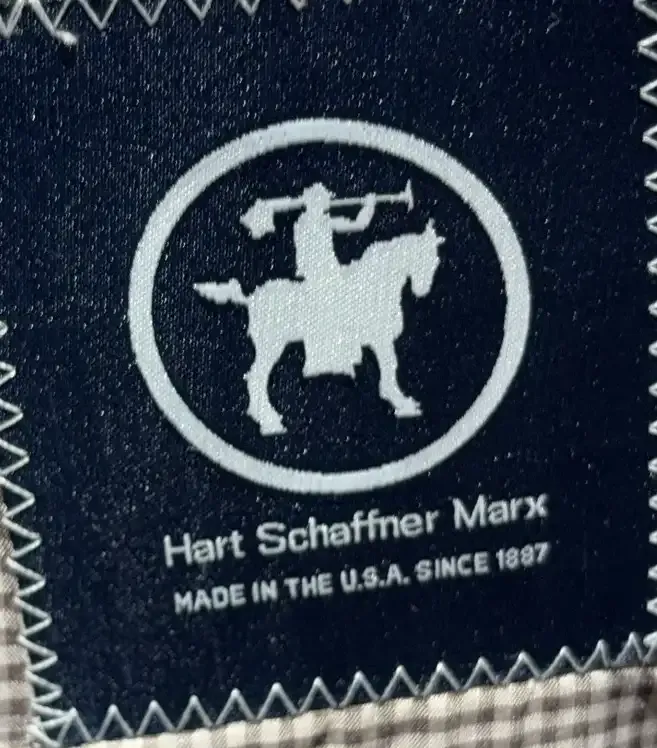 Hart Schaffner Marx
MADE IN THE U.S.A. SINCE 1887